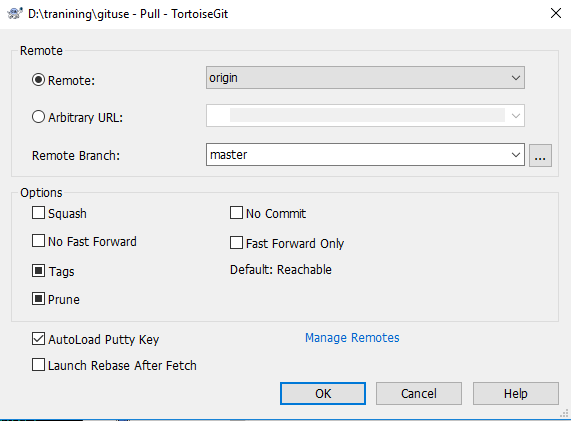 D:\tranining\gituse - Pull - TortoiseGit
Remote
Remote:
origin
Arbitrary URL:
Remote Branch:
master
...
Options
Squash
No Commit
No Fast Forward
Fast Forward Only
Tags
Default: Reachable
Prune
AutoLoad Putty Key
Manage Remotes
Launch Rebase After Fetch
OK
Cancel
Help